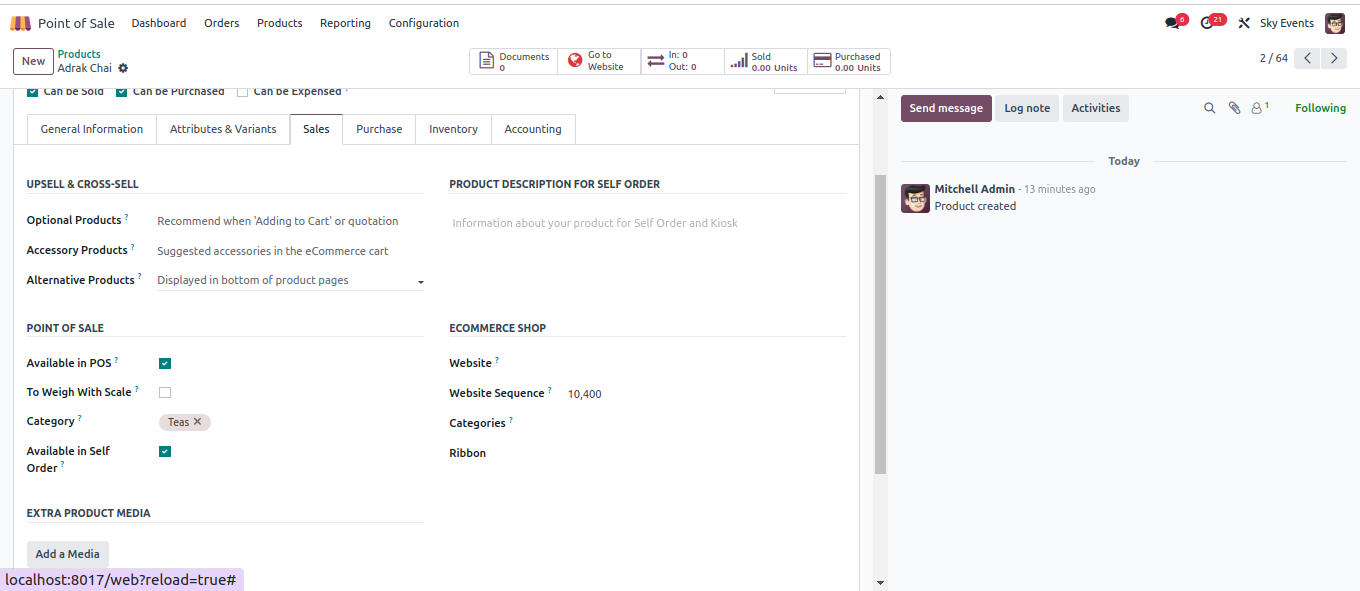 Point of Sale Dashboard Orders Products Reporting Configuration 6 21 Sky Events
New Products Documents 0 Go to Website In: 0 Out: 0 Sold 0.00 Units Purchased 0.00 Units 2 / 64
Adrak Chai
Can be Sold Can be Purchased Can be Expensed ?
Send message Log note Activities 1 Following
General Information Attributes & Variants Sales Purchase Inventory Accounting
Today
Mitchell Admin - 13 minutes ago
Product created
UPSELL & CROSS-SELL
Optional Products ? Recommend when 'Adding to Cart' or quotation
Accessory Products ? Suggested accessories in the eCommerce cart
Alternative Products ? Displayed in bottom of product pages
PRODUCT DESCRIPTION FOR SELF ORDER
Information about your product for Self Order and Kiosk
POINT OF SALE
Available in POS ?
To Weigh With Scale ?
Category ? Teas
Available in Self
Order ?
ECOMMERCE SHOP
Website ?
Website Sequence ? 10,400
Categories ?
Ribbon
EXTRA PRODUCT MEDIA
Add a Media
localhost:8017/web?reload=true#